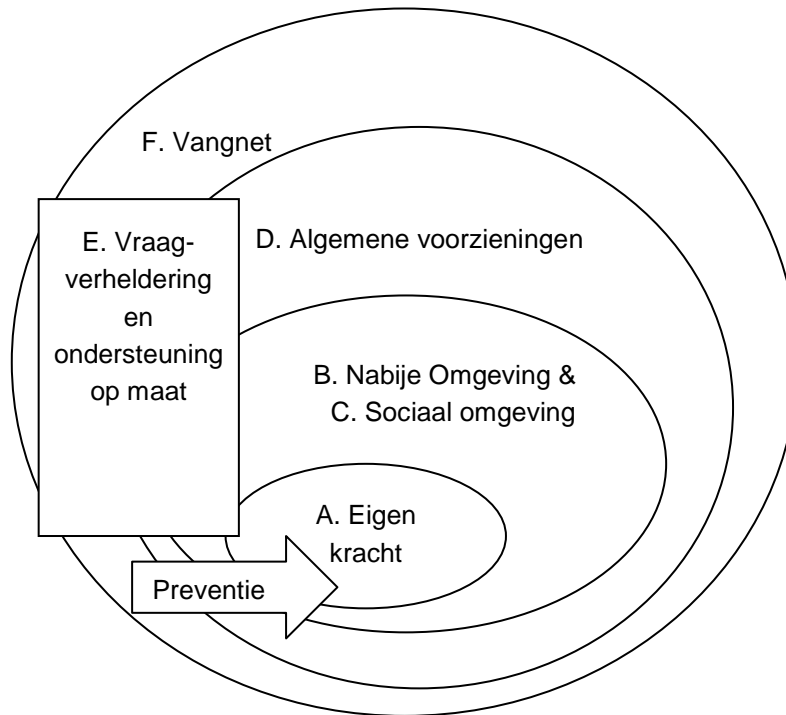 F. Vangnet
E. Vraag-
verheldering
en
ondersteuning
op maat
D. Algemene voorzieningen
B. Nabije Omgeving &
C. Sociaal omgeving
A. Eigen
kracht
Preventie